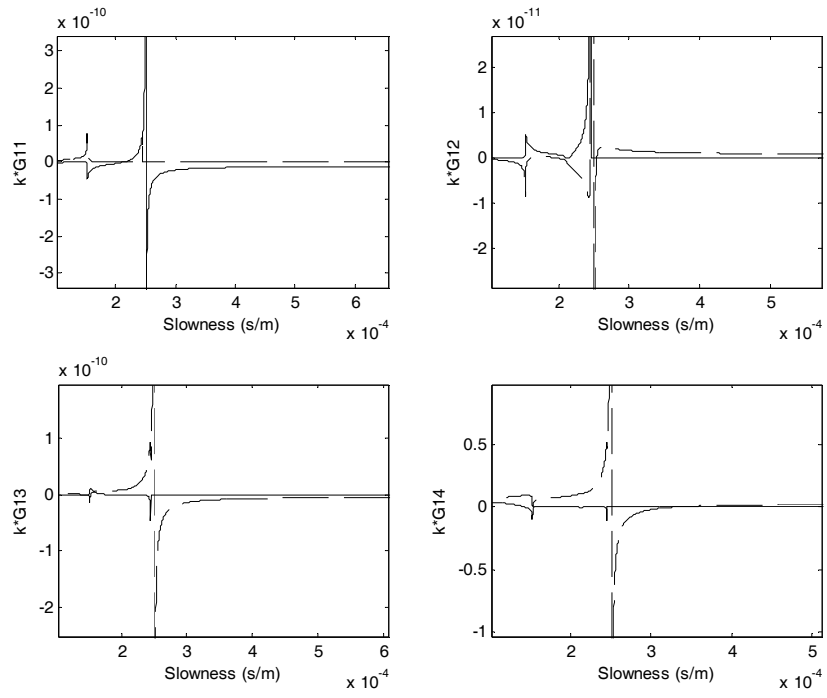 x 10⁻¹⁰
3
2
1
0
-1
-2
-3
k*G11
2 3 4 5 6
Slowness (s/m)
x 10⁻⁴
x 10⁻¹¹
2
1
0
-1
-2
k*G12
2 3 4 5
Slowness (s/m)
x 10⁻⁴
x 10⁻¹⁰
1
0
-1
-2
k*G13
2 3 4 5 6
Slowness (s/m)
x 10⁻⁴
0.5
0
-0.5
-1
k*G14
2 3 4 5
Slowness (s/m)
x 10⁻⁴